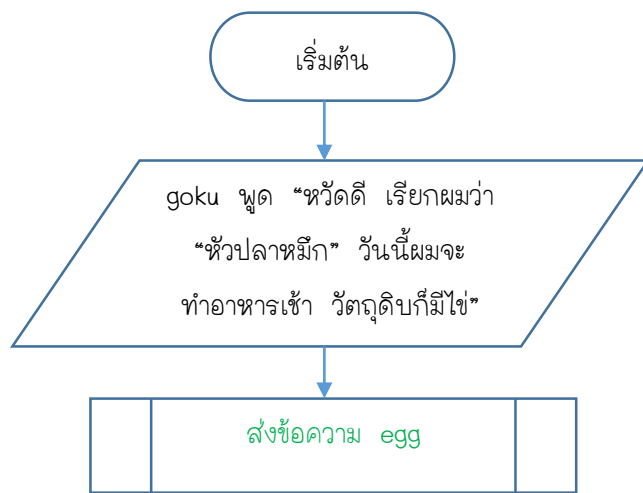 เริ่มต้น
goku พูด “หวัดดี เรียกผมว่า
“หัวปลาหมึก” วันนี้ผมจะ
ทำอาหารเช้า วัตถุดิบก็มีไข่”
ส่งข้อความ egg